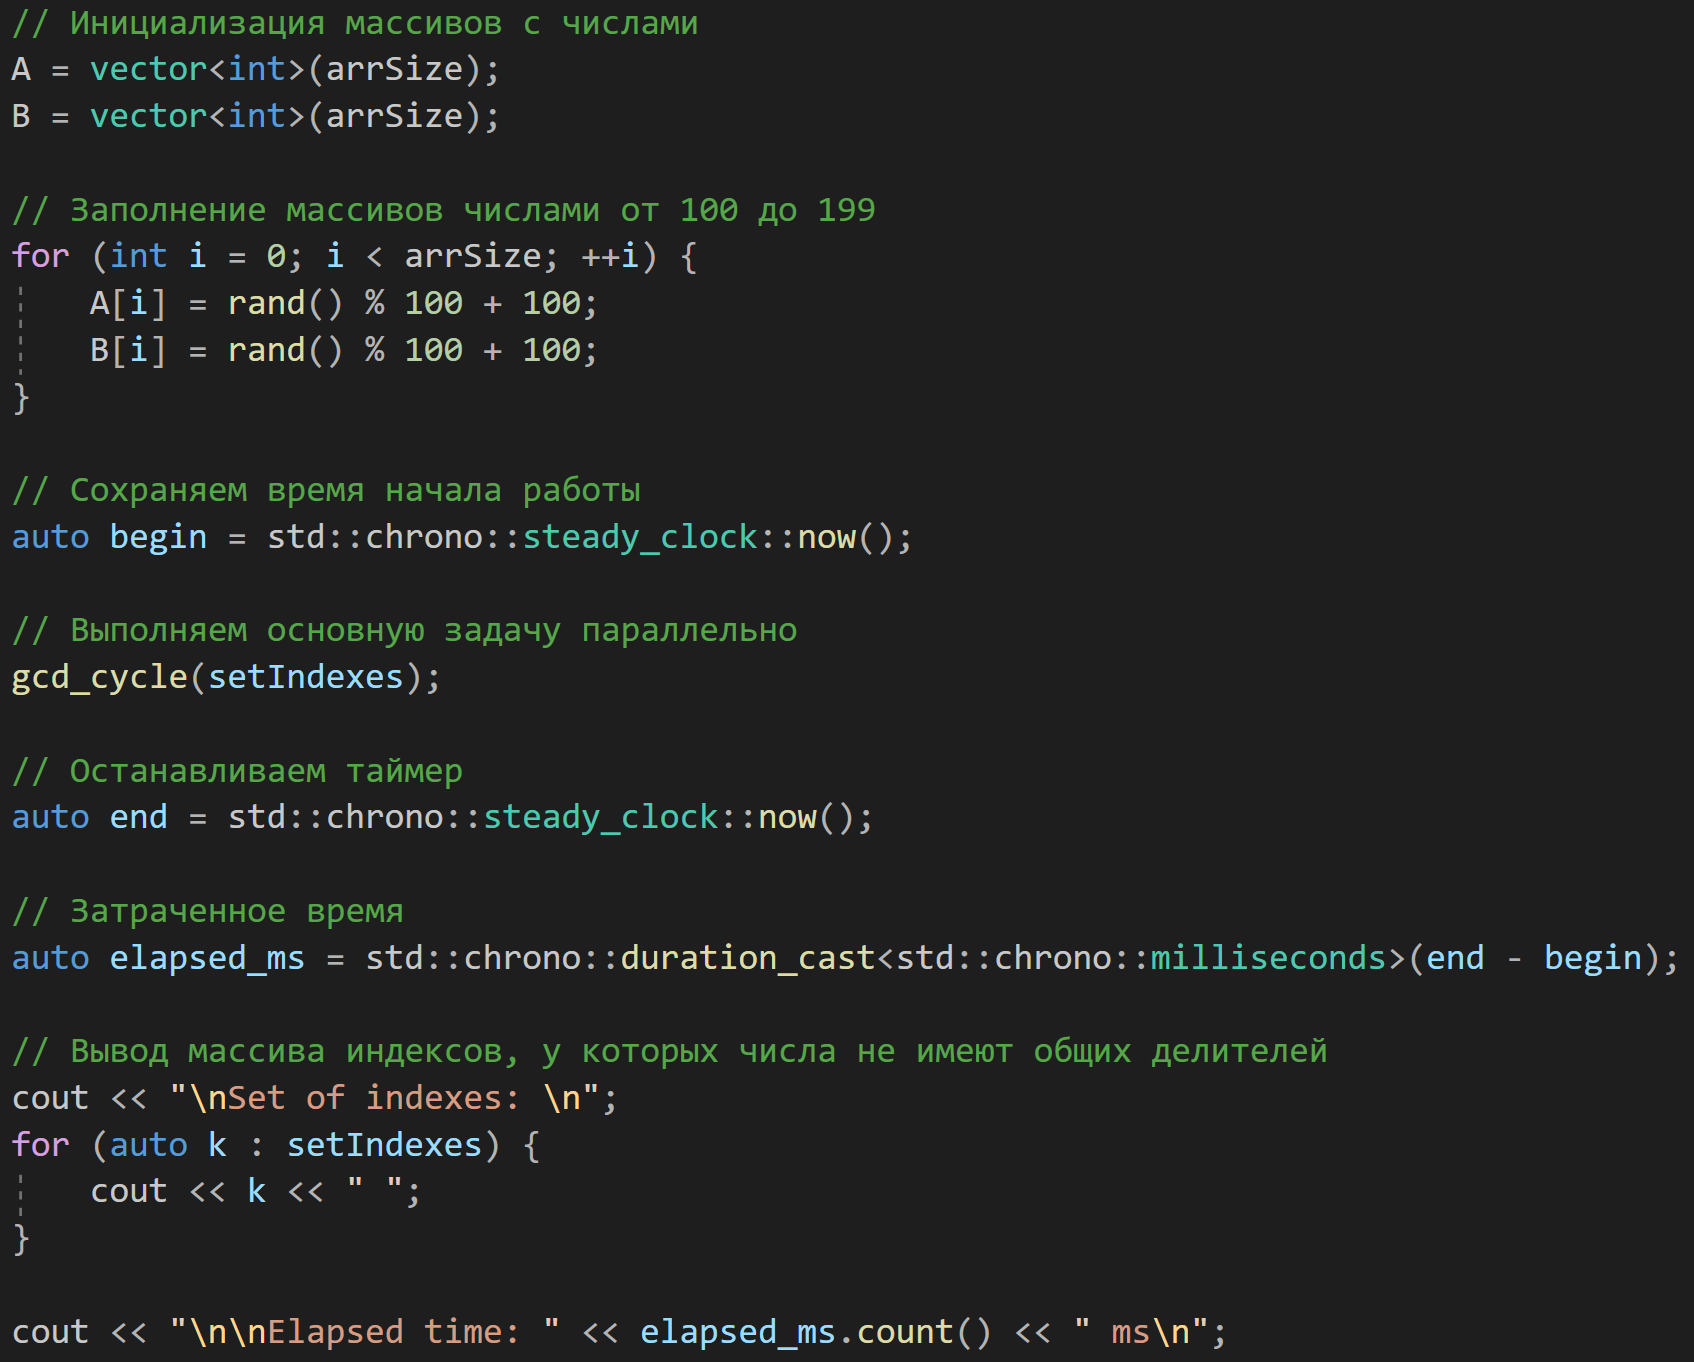 // Инициализация массивов с числами
A = vector<int>(arrSize);
B = vector<int>(arrSize);
// Заполнение массивов числами от 100 до 199
for (int i = 0; i < arrSize; ++i) {
A[i] = rand() % 100 + 100;
B[i] = rand() % 100 + 100;
}
// Сохраняем время начала работы
auto begin = std::chrono::steady_clock::now();
// Выполняем основную задачу параллельно
gcd_cycle(setIndexes);
// Останавливаем таймер
auto end = std::chrono::steady_clock::now();
// Затраченное время
auto elapsed_ms = std::chrono::duration_cast<std::chrono::milliseconds>(end - begin);
// Вывод массива индексов, у которых числа не имеют общих делителей
cout << "\nSet of indexes: \n";
for (auto k : setIndexes) {
cout << k << " ";
}
cout << "\n\nElapsed time: " << elapsed_ms.count() << " ms\n";